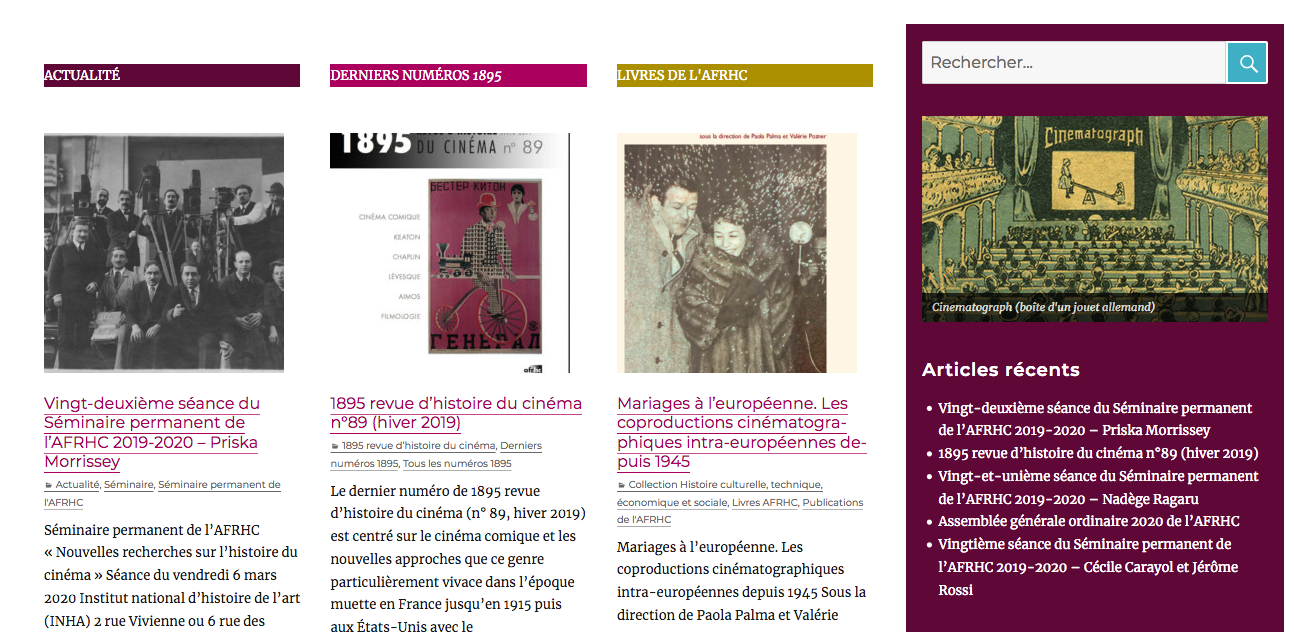 ACTUALITÉ
Vingt-deuxième séance du
Séminaire permanent de
l’AFRHC 2019-2020 – Priska
Morrissey
Actualité, Séminaire, Séminaire permanent de
l'AFRHC
Séminaire permanent de l’AFRHC
« Nouvelles recherches sur l’histoire du
cinéma » Séance du vendredi 6 mars
2020 Institut national d’histoire de l’art
(INHA) 2 rue Vivienne ou 6 rue des
DERNIERS NUMÉROS 1895
1895
DU CINÉMA n° 89
CINÉMA COMIQUE
KEATON
CHAPLIN
LÉVESQUE
AIMOS
FILMOLOGIE
БЕСТЕР КИТОН
ГЕНЕРАЛ
afrhc
1895 revue d’histoire du cinéma
n°89 (hiver 2019)
1895 revue d'histoire du cinéma, Derniers
numéros 1895, Tous les numéros 1895
Le dernier numéro de 1895 revue
d’histoire du cinéma (n° 89, hiver 2019)
est centré sur le cinéma comique et les
nouvelles approches que ce genre
particulièrement vivace dans l’époque
muette en France jusqu’en 1915 puis
aux États-Unis avec le
LIVRES DE L'AFRHC
sous la direction de Paola Palma et Valérie Pozner
Mariages à l’européenne. Les
coproductions cinématogra-
phiques intra-européennes de-
puis 1945
Collection Histoire culturelle, technique,
économique et sociale, Livres AFRHC, Publications
de l'AFRHC
Mariages à l’européenne. Les
coproductions cinématographiques
intra-européennes depuis 1945 Sous la
direction de Paola Palma et Valérie
Rechercher...
Cinematograph
Cinematograph (boîte d'un jouet allemand)
Articles récents
• Vingt-deuxième séance du Séminaire permanent
de l’AFRHC 2019-2020 – Priska Morrissey
• 1895 revue d’histoire du cinéma n°89 (hiver 2019)
• Vingt-et-unième séance du Séminaire permanent
de l’AFRHC 2019-2020 – Nadège Ragaru
• Assemblée générale ordinaire 2020 de l’AFRHC
• Vingtième séance du Séminaire permanent de
l’AFRHC 2019-2020 – Cécile Carayol et Jérôme
Rossi